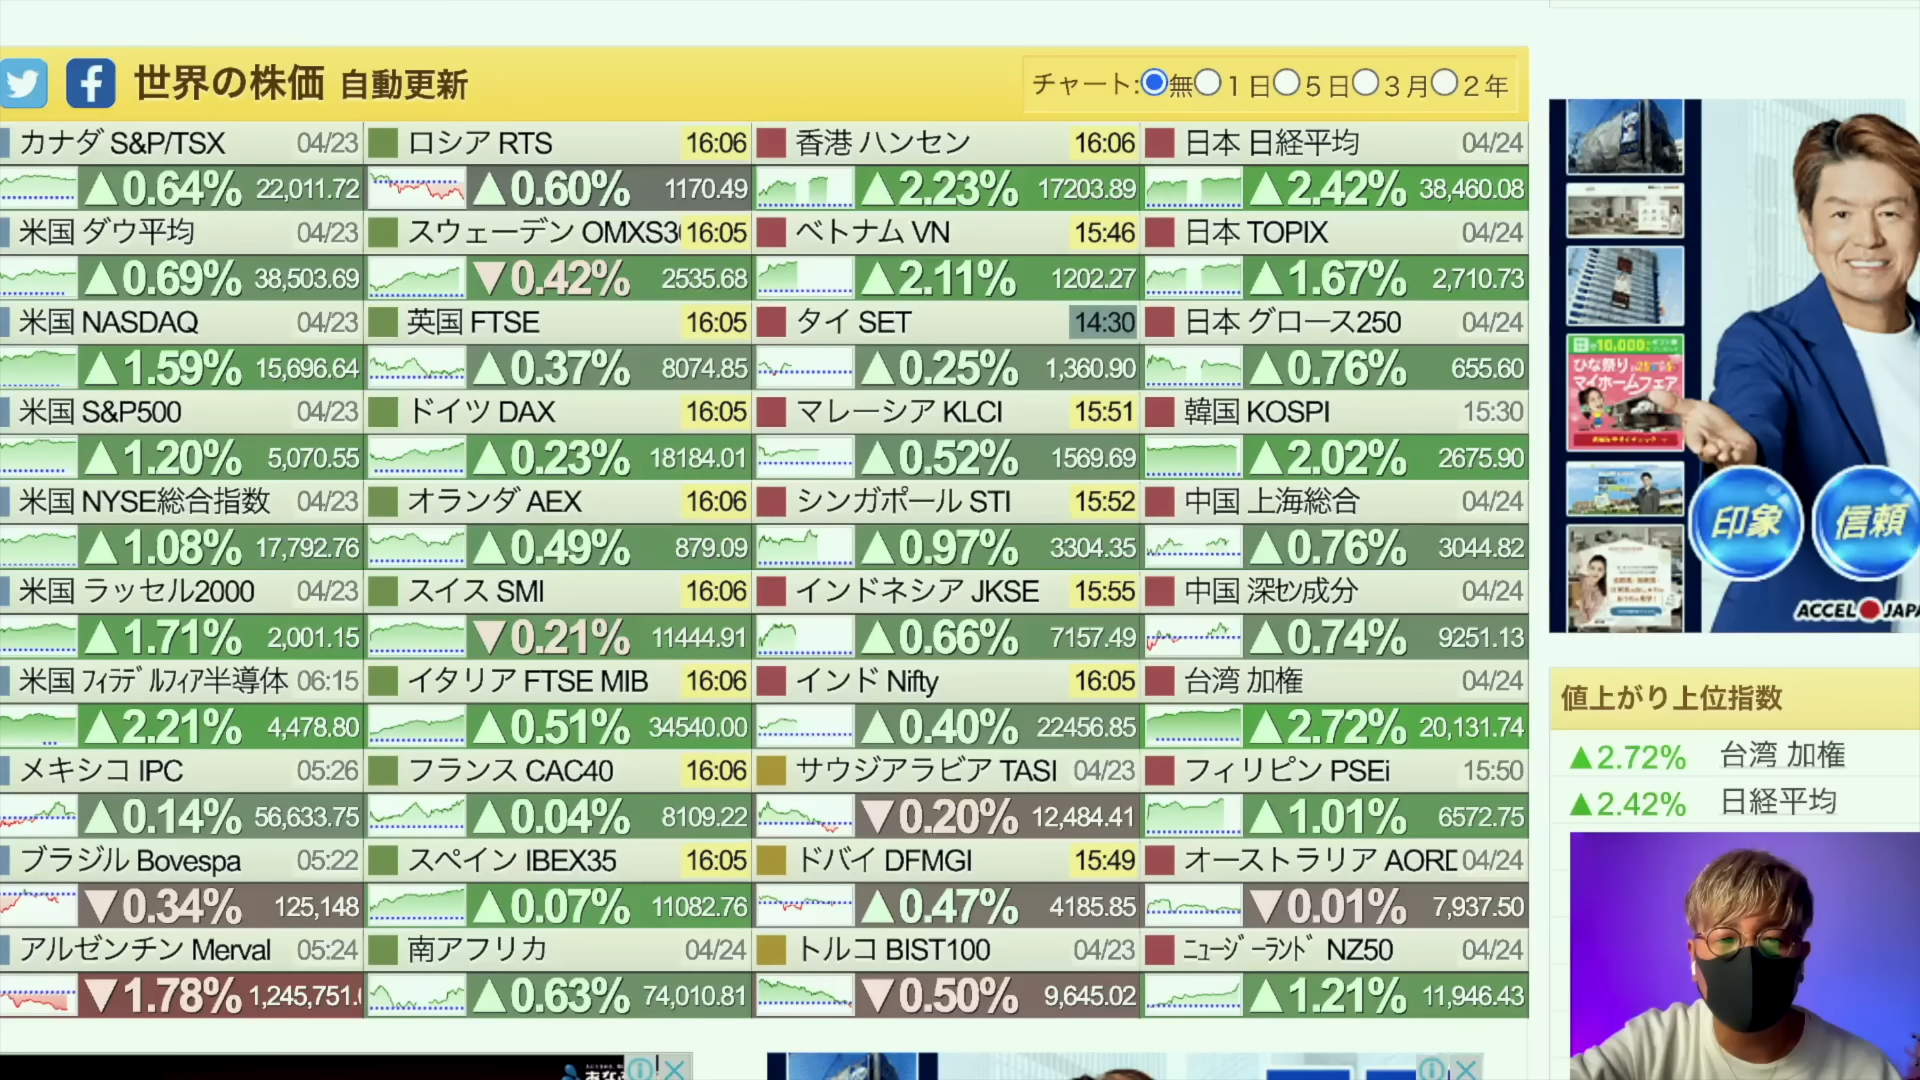 世界の株価 自動更新
チャート: 無 1日 5日 3月 2年
カナダ S&P/TSX 04/23 ロシア RTS 16:06 香港 ハンセン 16:06 日本 日経平均 04/24
▲0.64% 22,011.72 ▲0.60% 1170.49 ▲2.23% 17203.89 ▲2.42% 38,460.08
米国 ダウ平均 04/23 スウェーデン OMXS3 16:05 ベトナム VN 15:46 日本 TOPIX 04/24
▲0.69% 38,503.69 ▼0.42% 2535.68 ▲2.11% 1202.27 ▲1.67% 2,710.73
米国 NASDAQ 04/23 英国 FTSE 16:05 タイ SET 14:30 日本 グロース250 04/24
▲1.59% 15,696.64 ▲0.37% 8074.85 ▲0.25% 1,360.90 ▲0.76% 655.60
米国 S&P500 04/23 ドイツ DAX 16:05 マレーシア KLCI 15:51 韓国 KOSPI 15:30
▲1.20% 5,070.55 ▲0.23% 18184.01 ▲0.52% 1569.69 ▲2.02% 2675.90
米国 NYSE総合指数 04/23 オランダ AEX 16:06 シンガポール STI 15:52 中国 上海総合 04/24
▲1.08% 17,792.76 ▲0.49% 879.09 ▲0.97% 3304.35 ▲0.76% 3044.82
米国 ラッセル2000 04/23 スイス SMI 16:06 インドネシア JKSE 15:55 中国 深セン成分 04/24
▲1.71% 2,001.15 ▼0.21% 11444.91 ▲0.66% 7157.49 ▲0.74% 9251.13
米国 フィラデルフィア半導体 06:15 イタリア FTSE MIB 16:06 インド Nifty 16:05 台湾 加権 04/24
▲2.21% 4,478.80 ▲0.51% 34540.00 ▲0.40% 22456.85 ▲2.72% 20,131.74
メキシコ IPC 05:26 フランス CAC40 16:06 サウジアラビア TASI 04/23 フィリピン PSEi 15:50
▲0.14% 56,633.75 ▲0.04% 8109.22 ▼0.20% 12,484.41 ▲1.01% 6572.75
ブラジル Bovespa 05:22 スペイン IBEX35 16:05 ドバイ DFMGI 15:49 オーストラリア AORD 04/24
▼0.34% 125,148 ▲0.07% 11082.76 ▲0.47% 4185.85 ▼0.01% 7,937.50
アルゼンチン Merval 05:24 南アフリカ 04/24 トルコ BIST100 04/23 ニュージーランド NZ50 04/24
▼1.78% 1,245,751. ▲0.63% 74,010.81 ▼0.50% 9,645.02 ▲1.21% 11,946.43
10,000
ひな祭り
マイホームフェア
印象 信頼
ACCEL JAPA
値上がり上位指数
▲2.72% 台湾 加権
▲2.42% 日経平均